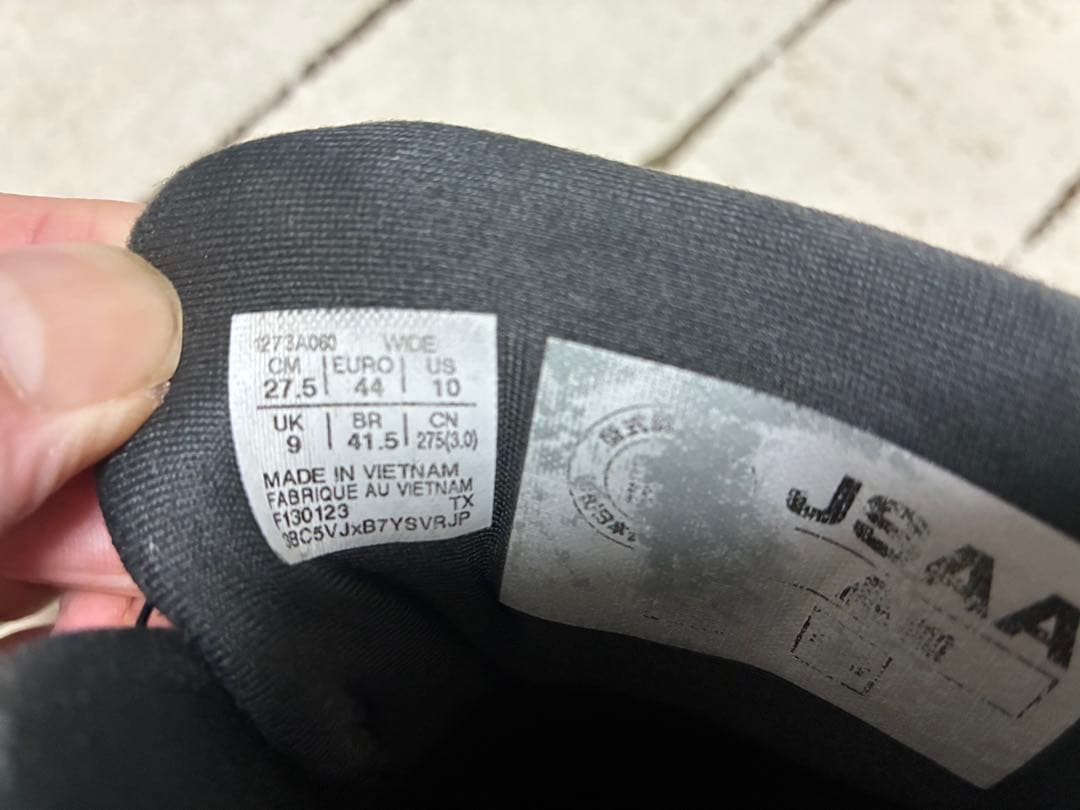 1273A060 WIDE
CM EURO US
27.5 44 10
UK BR CN
9 41.5 275(3.0)
MADE IN VIETNAM
FABRIQUE AU VIETNAM
F130123 TX
JSAA